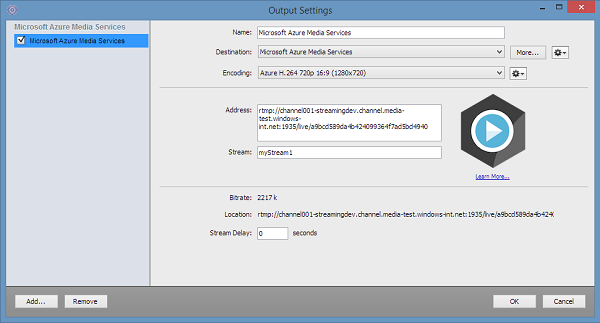 Output Settings
Microsoft Azure Media Services
Microsoft Azure Media Services
Name: Microsoft Azure Media Services
Destination: Microsoft Azure Media Services More...
Encoding: Azure H.264 720p 16:9 (1280x720)
Address: rtmp://channel001-streamingdev.channel.media-
test.windows-
int.net:1935/live/a9bcd589da4b424099364f7ad5bd4940
Stream: myStream1
Learn More...
Bitrate: 2217 k
Location: rtmp://channel001-streamingdev.channel.media-test.windows-int.net:1935/live/a9bcd589da4b424
Stream Delay: 0 seconds
Add... Remove OK Cancel